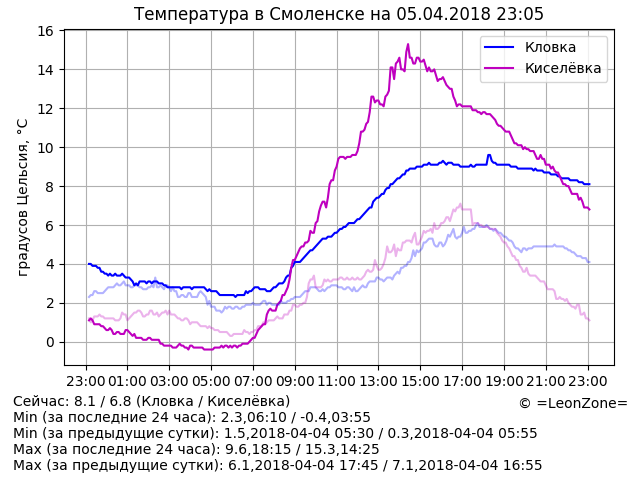 Температура в Смоленске на 05.04.2018 23:05
градусов Цельсия, °C
16
14
12
10
8
6
4
2
0
Кловка
Киселёвка
23:00 01:00 03:00 05:00 07:00 09:00 11:00 13:00 15:00 17:00 19:00 21:00 23:00
Сейчас: 8.1 / 6.8 (Кловка / Киселёвка)
© =LeonZone=
Min (за последние 24 часа): 2.3,06:10 / -0.4,03:55
Min (за предыдущие сутки): 1.5,2018-04-04 05:30 / 0.3,2018-04-04 05:55
Max (за последние 24 часа): 9.6,18:15 / 15.3,14:25
Max (за предыдущие сутки): 6.1,2018-04-04 17:45 / 7.1,2018-04-04 16:55